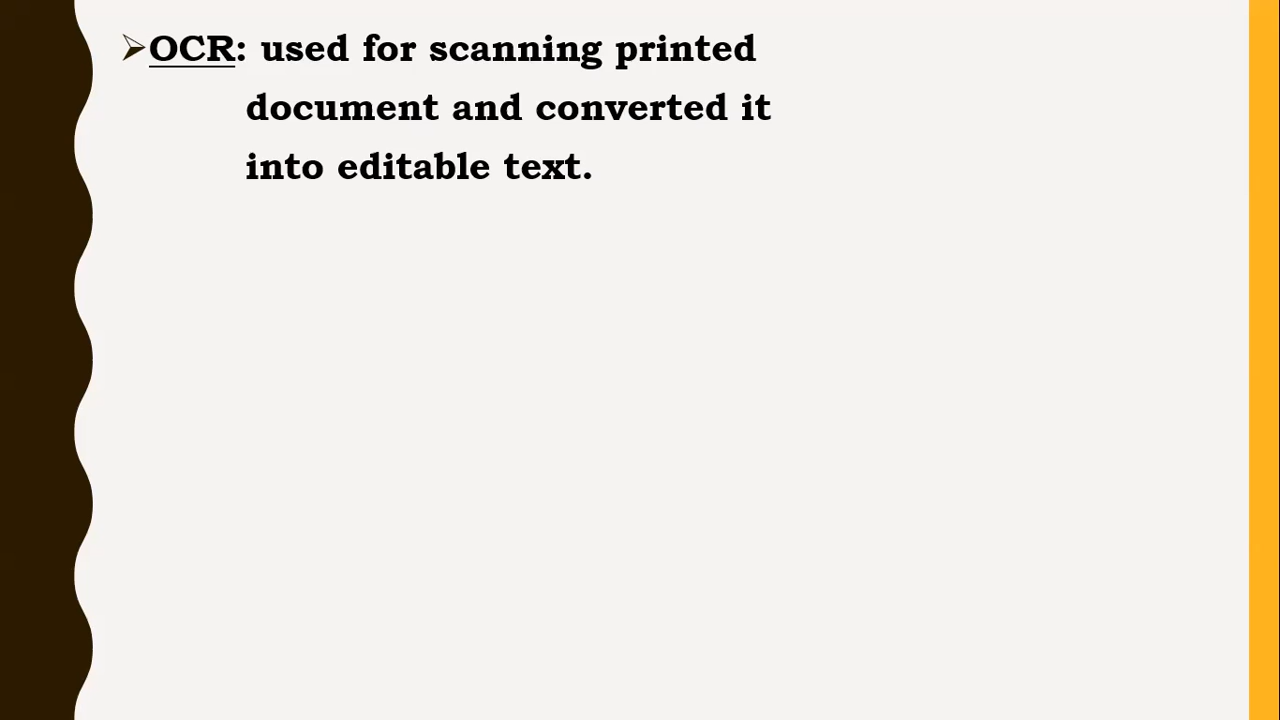 ➢OCR: used for scanning printed
document and converted it
into editable text.